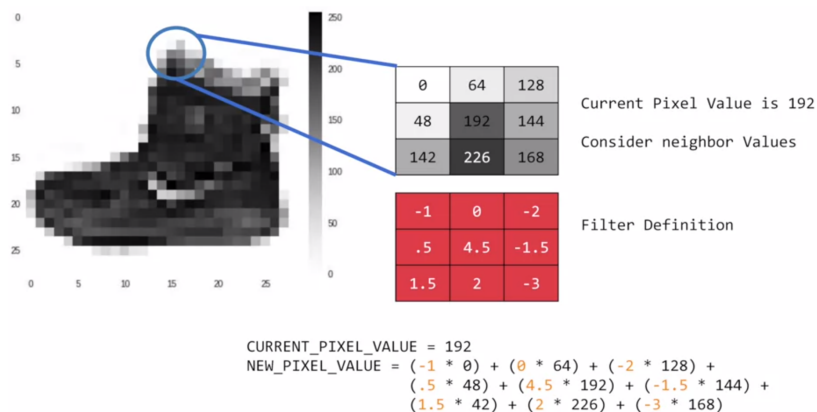 0
5
10
15
20
25
0 5 10 15 20 25
250
200
150
100
50
0
0 64 128
48 192 144
142 226 168
Current Pixel Value is 192
Consider neighbor Values
-1 0 -2
.5 4.5 -1.5
1.5 2 -3
Filter Definition
CURRENT_PIXEL_VALUE = 192
NEW_PIXEL_VALUE = (-1 * 0) + (0 * 64) + (-2 * 128) +
(.5 * 48) + (4.5 * 192) + (-1.5 * 144) +
(1.5 * 42) + (2 * 226) + (-3 * 168)